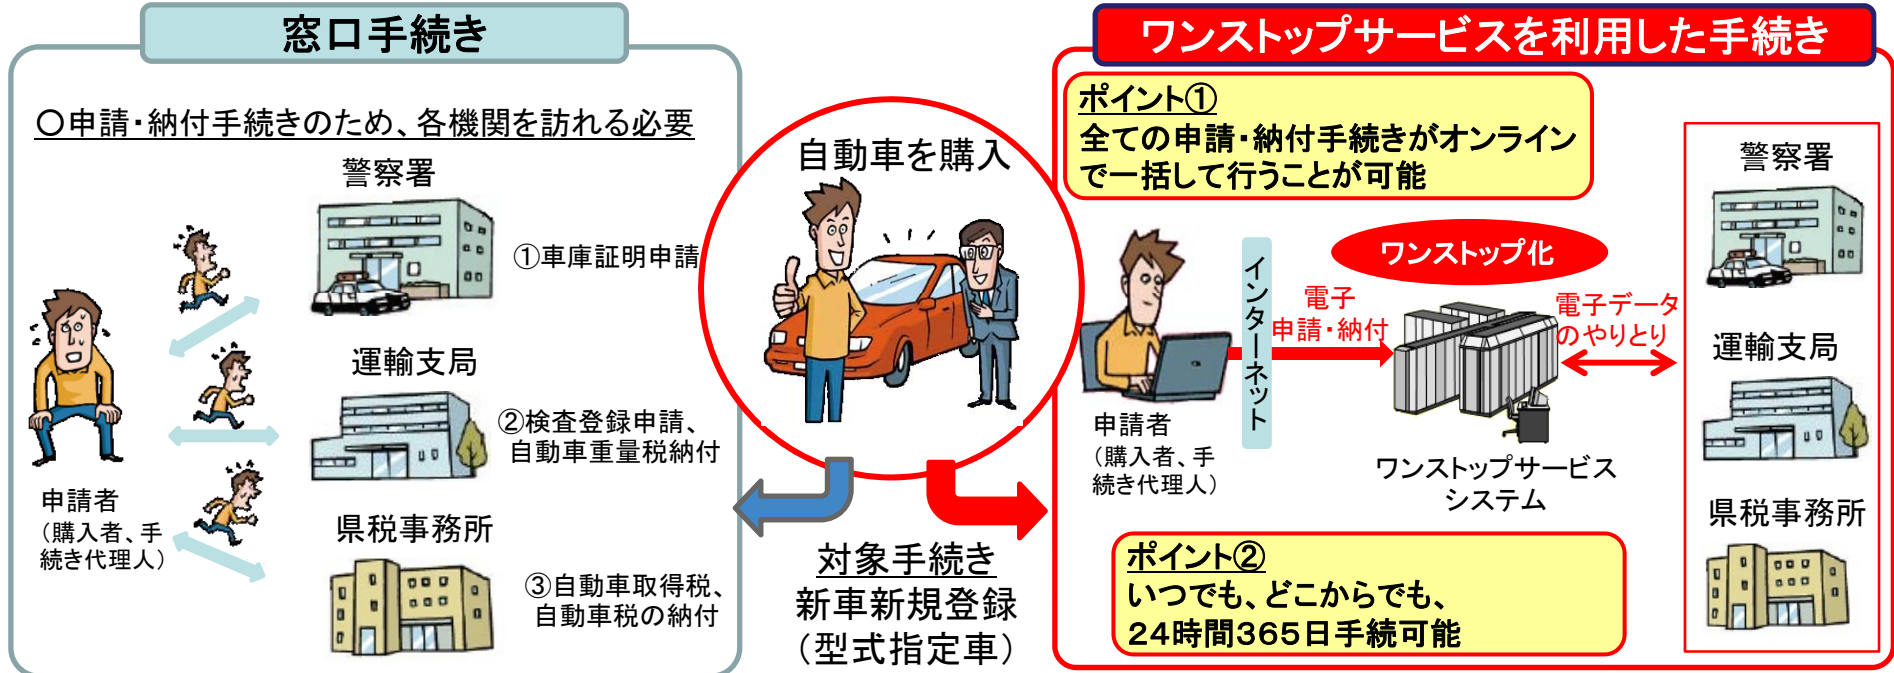 窓口手続き
○申請・納付手続きのため、各機関を訪れる必要
警察署
①車庫証明申請
運輸支局
②検査登録申請、
自動車重量税納付
県税事務所
③自動車取得税、
自動車税の納付
申請者
（購入者、手
続き代理人）
自動車を購入
対象手続き
新車新規登録
（型式指定車）
ワンストップサービスを利用した手続き
ポイント①
全ての申請・納付手続きがオンライン
で一括して行うことが可能
申請者
（購入者、手
続き代理人）
インターネット
電子
申請・納付
ワンストップ化
ワンストップサービス
システム
電子データ
のやりとり
警察署
運輸支局
県税事務所
ポイント②
いつでも、どこからでも、
24時間365日手続可能